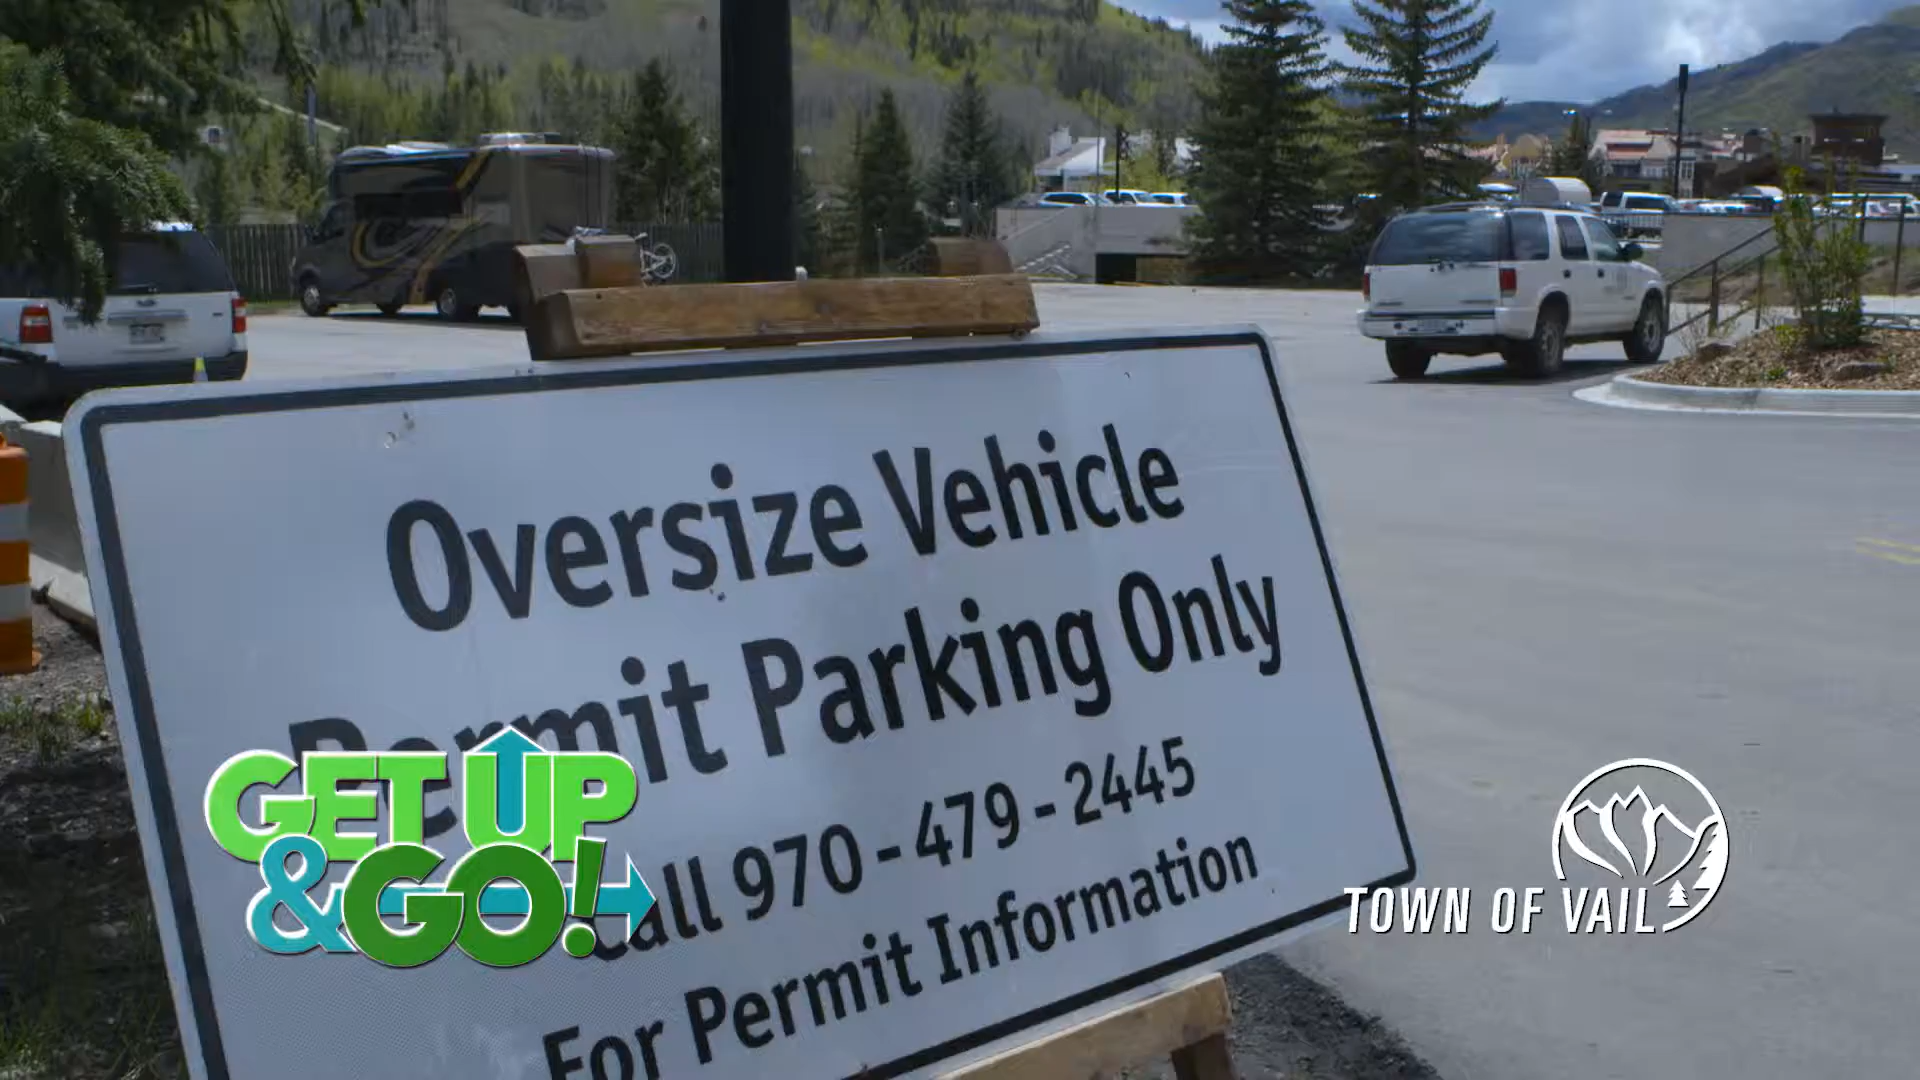 Oversize Vehicle
Permit Parking Only
Call 970-479-2445
For Permit Information
GET UP
& GO!
TOWN OF VAIL